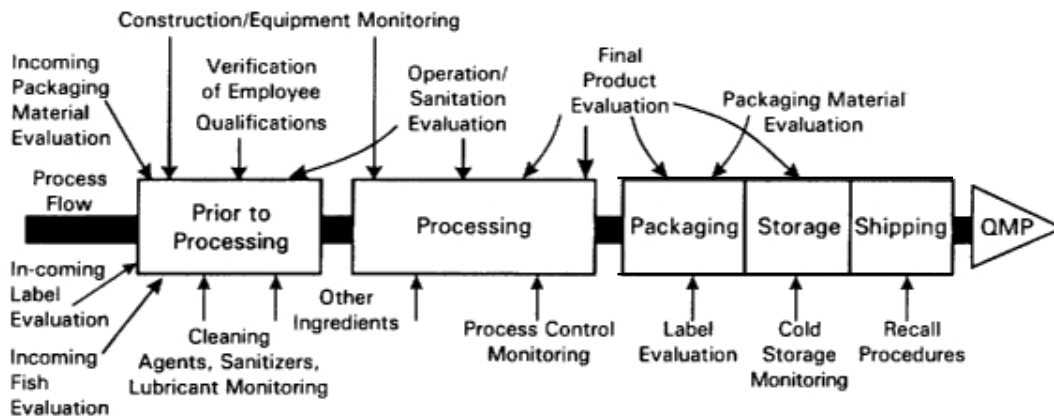 Construction/Equipment Monitoring
Incoming
Packaging
Material
Evaluation
Verification
of Employee
Qualifications
Operation/
Sanitation
Evaluation
Final
Product
Evaluation
Packaging Material
Evaluation
Process
Flow
Prior to
Processing
Processing
Packaging
Storage
Shipping
QMP
In-coming
Label
Evaluation
Incoming
Fish
Evaluation
Cleaning
Agents, Sanitizers,
Lubricant Monitoring
Other
Ingredients
Process Control
Monitoring
Label
Evaluation
Cold
Storage
Monitoring
Recall
Procedures